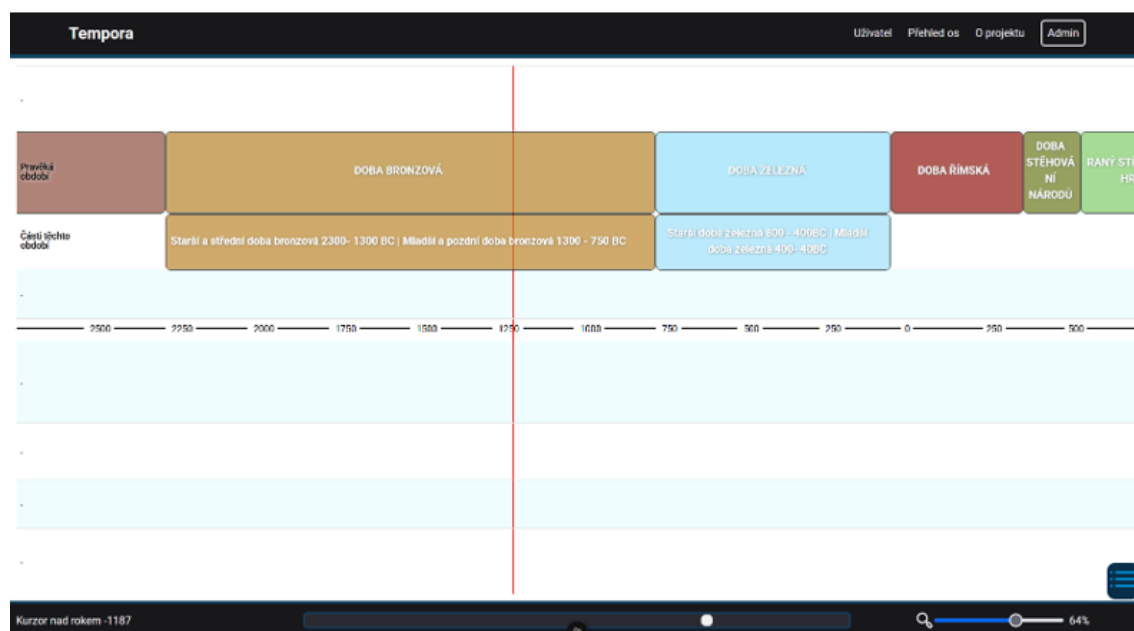 Tempora
Uživatel Přehled os O projektu Admin
Pravěká
období
DOBA BRONZOVÁ
DOBA ŽELEZNÁ
DOBA ŘÍMSKÁ
DOBA
STĚHOVÁ
NÍ
NÁRODŮ
RANÝ STŘ
HR
Části těchto
období
Starší a střední doba bronzová 2300- 1300 BC | Mladší a pozdní doba bronzová 1300 - 750 BC
Starší doba železná 800 - 400BC | Mladší
doba železná 400- 40BC
2500 2250 2000 1750 1500 1250 1000 750 500 250 0 250 500
Kurzor nad rokem -1187
64%